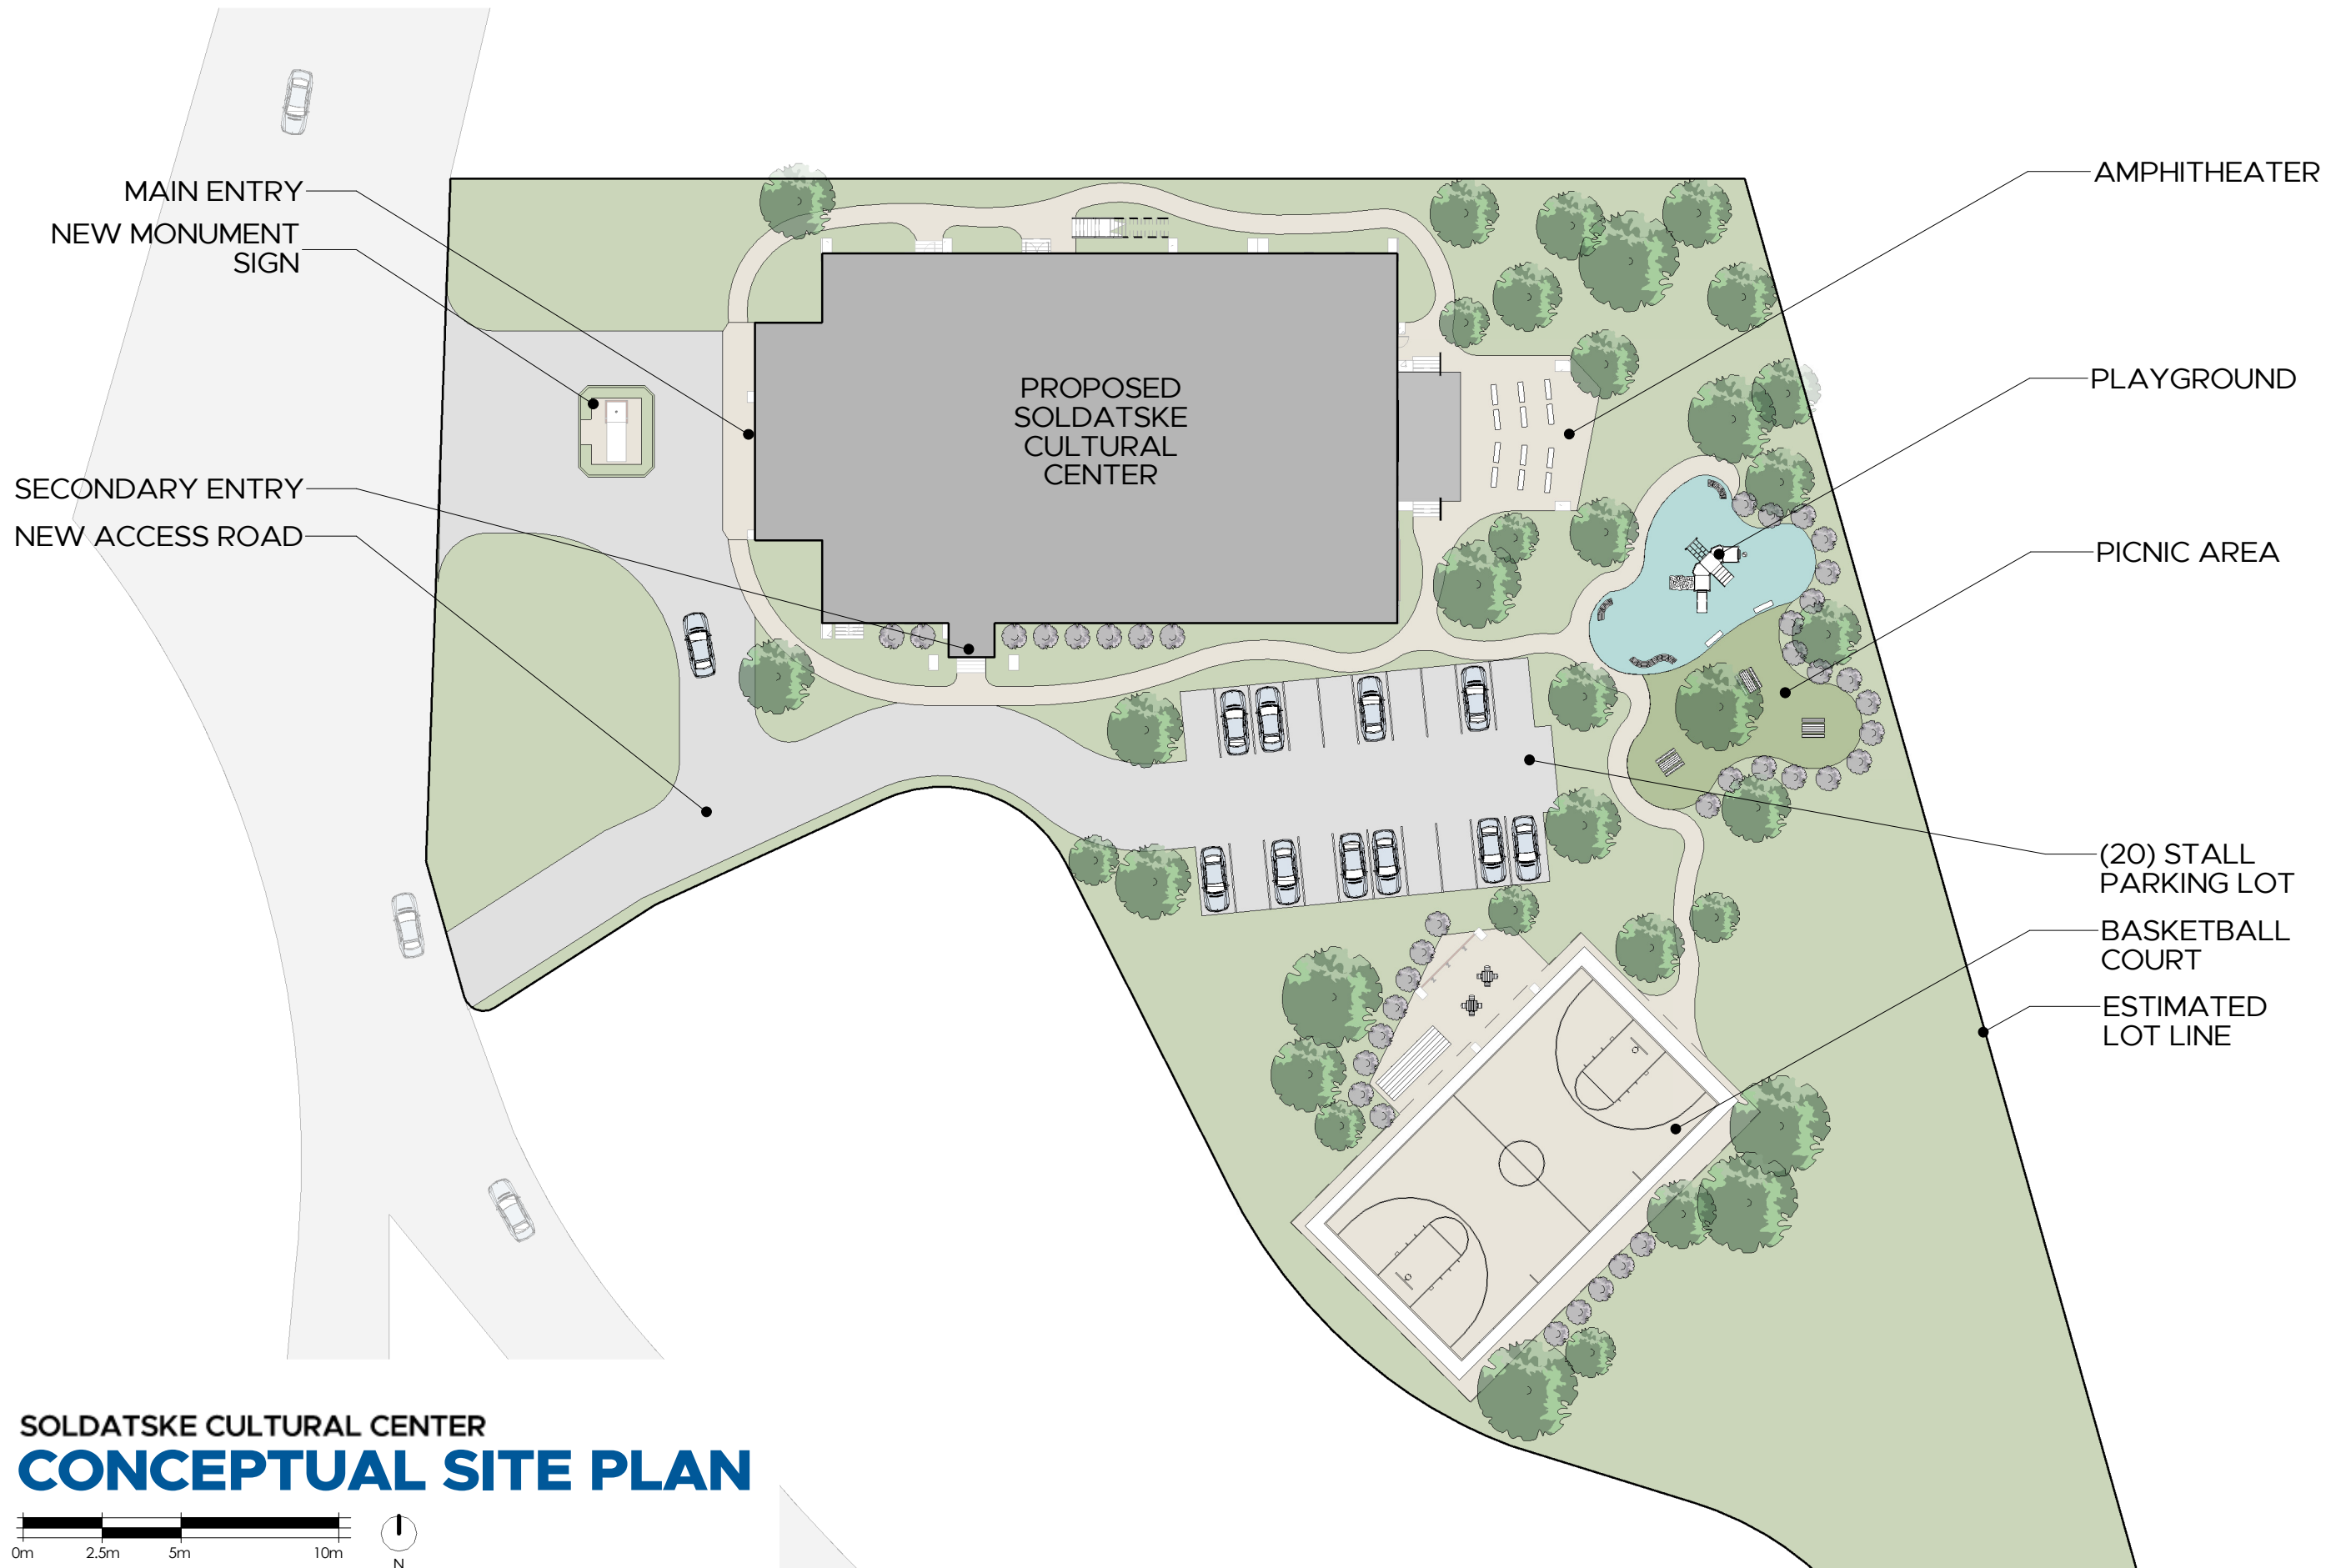 MAIN ENTRY
NEW MONUMENT
SIGN
SECONDARY ENTRY
NEW ACCESS ROAD
PROPOSED
SOLDATSKE
CULTURAL
CENTER
AMPHITHEATER
PLAYGROUND
PICNIC AREA
(20) STALL
PARKING LOT
BASKETBALL
COURT
ESTIMATED
LOT LINE
SOLDATSKE CULTURAL CENTER
CONCEPTUAL SITE PLAN
0m 2.5m 5m 10m
N